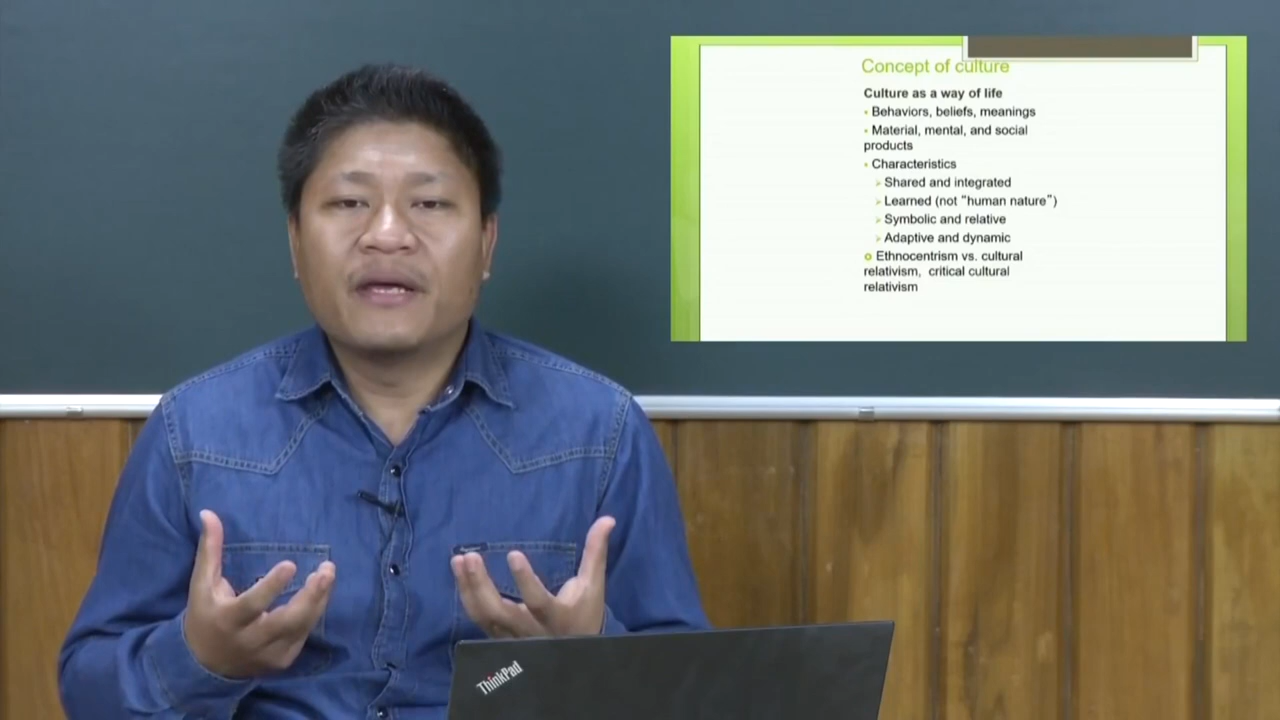 Concept of culture
Culture as a way of life
• Behaviors, beliefs, meanings
• Material, mental, and social
products
• Characteristics
➢ Shared and integrated
➢ Learned (not “human nature”)
➢ Symbolic and relative
➢ Adaptive and dynamic
Ethnocentrism vs. cultural
relativism, critical cultural
relativism
ThinkPad